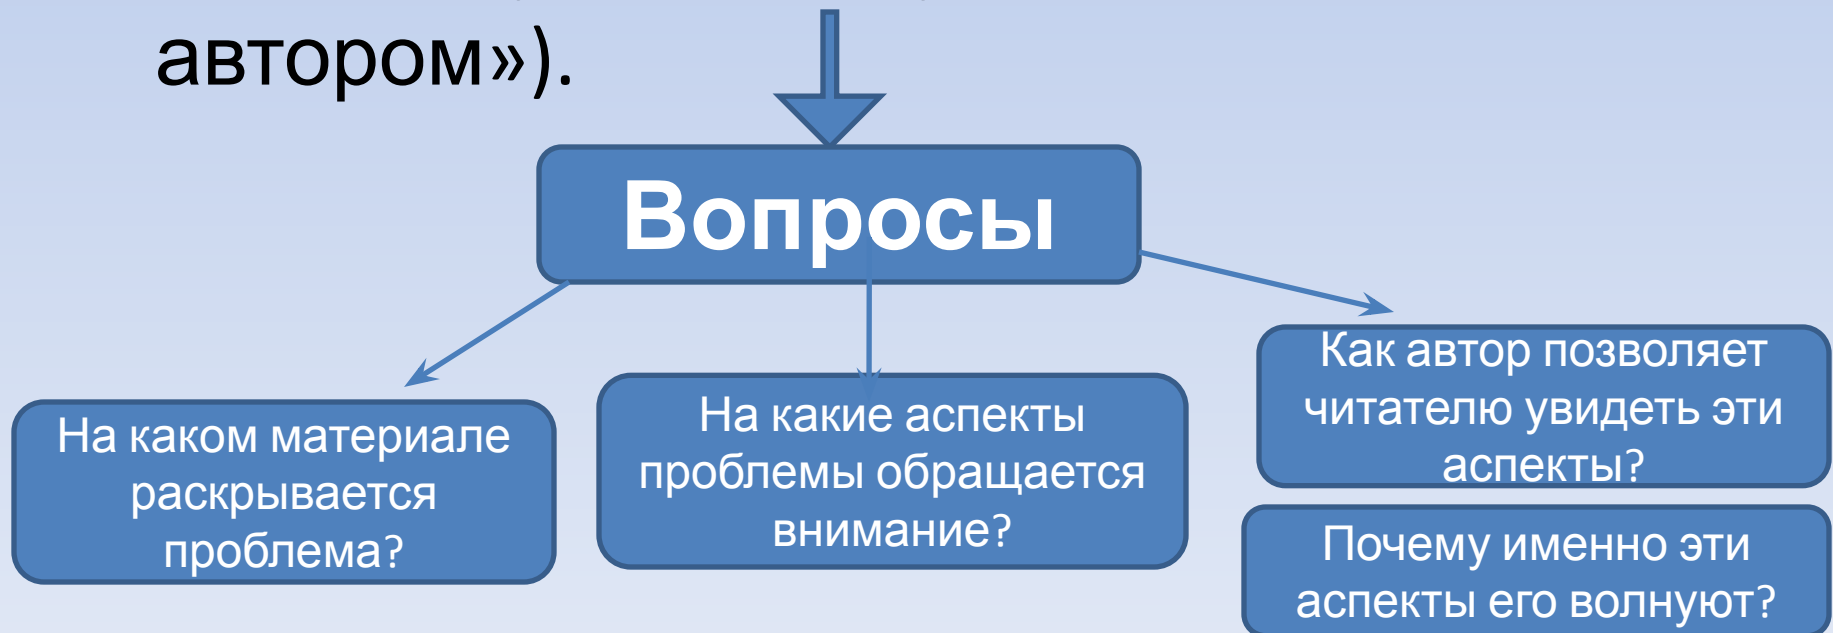 автором»).
Вопросы
На каком материале
раскрывается
проблема?
На какие аспекты
проблемы обращается
внимание?
Как автор позволяет
читателю увидеть эти
аспекты?
Почему именно эти
аспекты его волнуют?